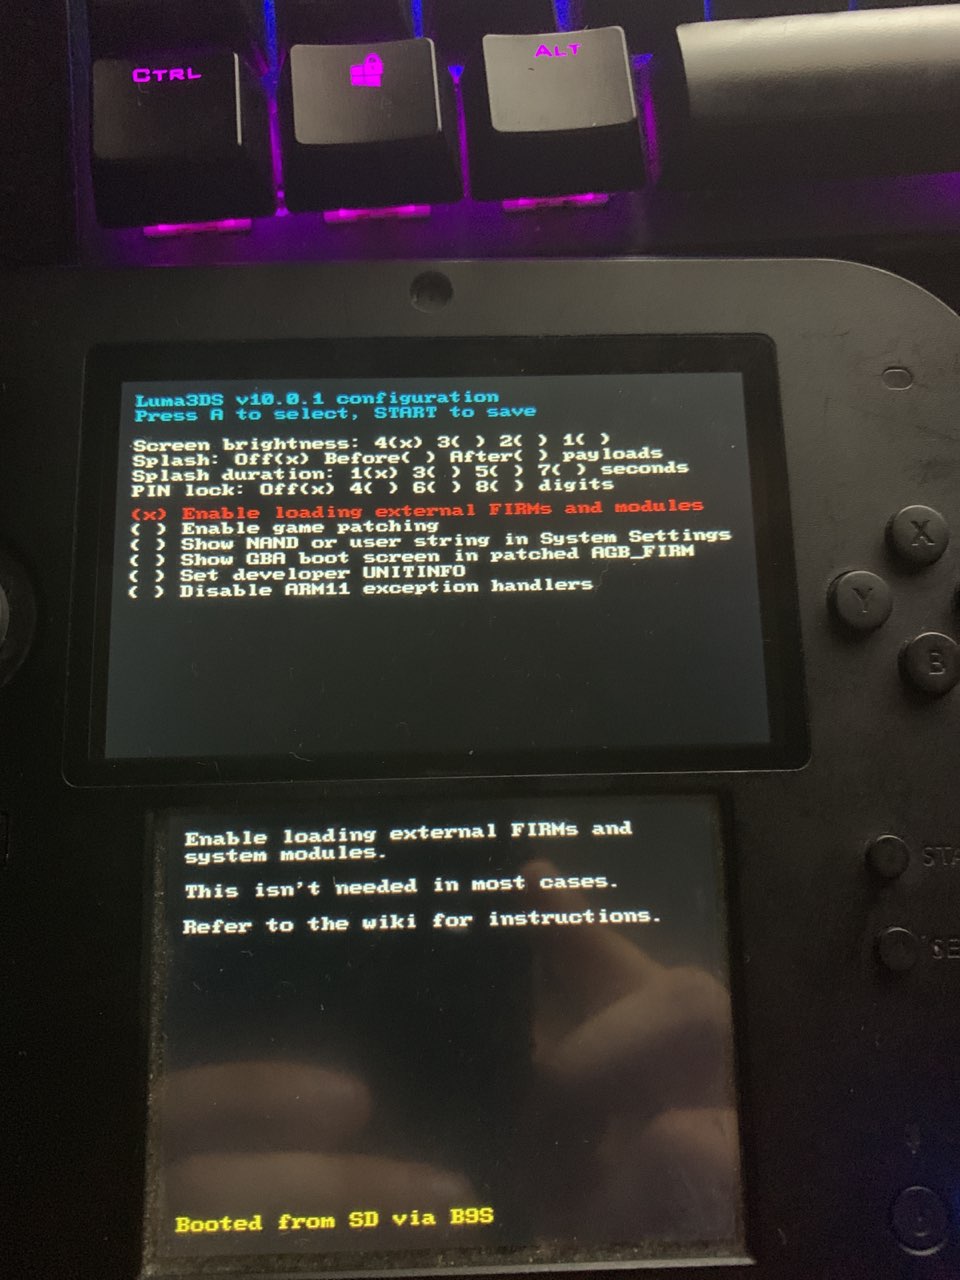 CTRL
ALT
Luma3DS v10.0.1 configuration
Press A to select, START to save
Screen brightness: 4(x) 3( ) 2( ) 1( )
Splash: Off(x) Before( ) After( ) payloads
Splash duration: 1(x) 3( ) 5( ) 7( ) seconds
PIN lock: Off(x) 4( ) 6( ) 8( ) digits
(x) Enable loading external FIRMs and modules
( ) Enable game patching
( ) Show NAND or user string in System Settings
( ) Show GBA boot screen in patched AGB_FIRM
( ) Set developer UNITINFO
( ) Disable ARM11 exception handlers
X
Y
B
Enable loading external FIRMs and
system modules.
This isn't needed in most cases.
Refer to the wiki for instructions.
STA
SE
Booted from SD via B9S